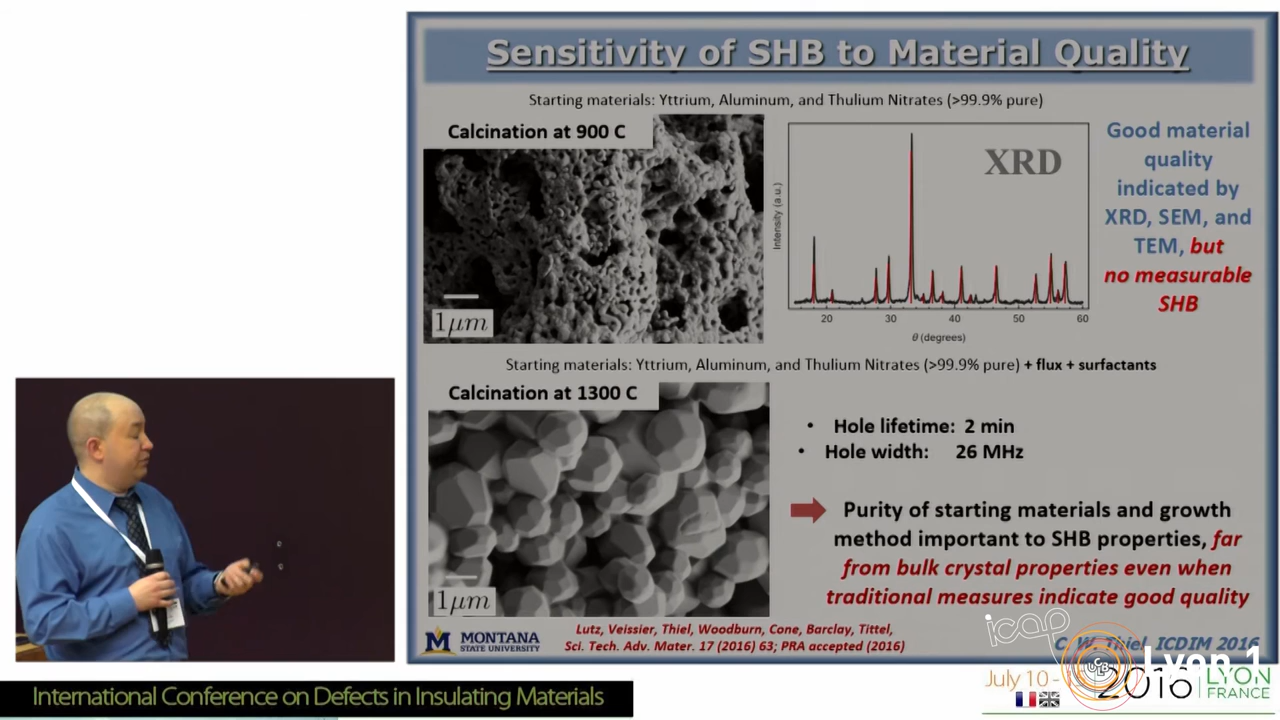 Sensitivity of SHB to Material Quality
Starting materials: Yttrium, Aluminum, and Thulium Nitrates (>99.9% pure)
Calcination at 900 C
1μm
XRD
Intensity (a.u.)
20 30 40 50 60
θ (degrees)
Good material
quality
indicated by
XRD, SEM, and
TEM, but
no measurable
SHB
Starting materials: Yttrium, Aluminum, and Thulium Nitrates (>99.9% pure) + flux + surfactants
Calcination at 1300 C
1μm
• Hole lifetime: 2 min
• Hole width: 26 MHz
Purity of starting materials and growth
method important to SHB properties, far
from bulk crystal properties even when
traditional measures indicate good quality
M MONTANA
STATE UNIVERSITY
Lutz, Veissier, Thiel, Woodburn, Cone, Barclay, Tittel,
Sci. Tech. Adv. Mater. 17 (2016) 63; PRA accepted (2016)
C. W. Thiel, ICDIM 2016
icap
UCB
Lyon 1
July 10 -
2016
LYON
FRANCE
International Conference on Defects in Insulating Materials